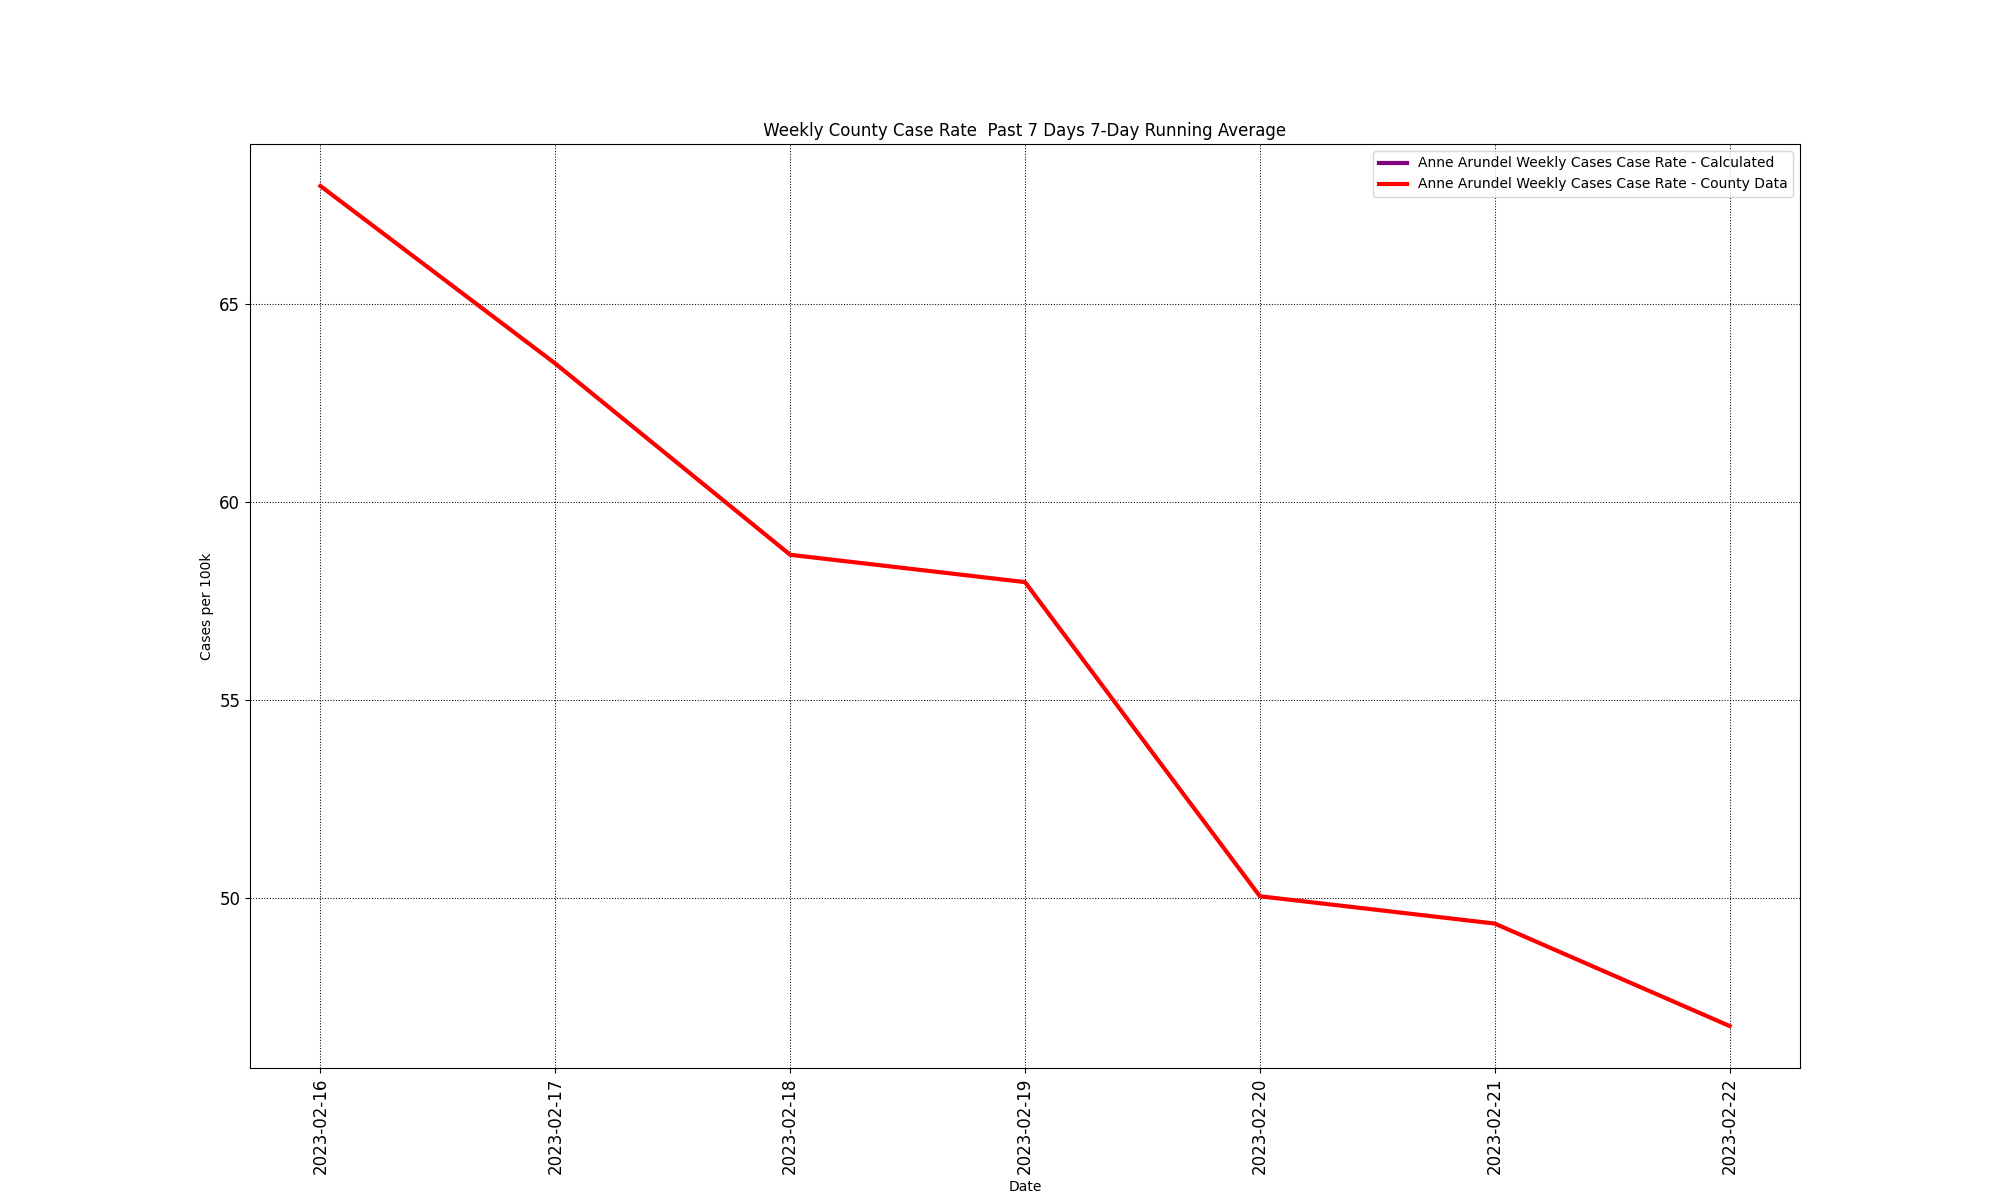 Weekly County Case Rate  Past 7 Days 7-Day Running Average
Anne Arundel Weekly Cases Case Rate - Calculated
Anne Arundel Weekly Cases Case Rate - County Data
65
60
55
50
Cases per 100k
2023-02-16
2023-02-17
2023-02-18
2023-02-19
2023-02-20
2023-02-21
2023-02-22
Date